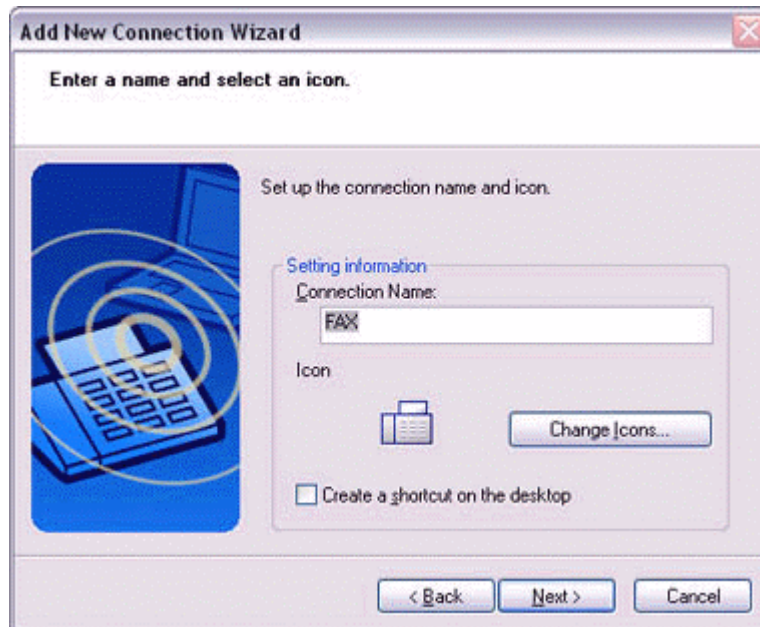 Add New Connection Wizard
Enter a name and select an icon.
Set up the connection name and icon.
Setting information
Connection Name:
FAX
Icon
Change Icons...
Create a shortcut on the desktop
< Back Next > Cancel